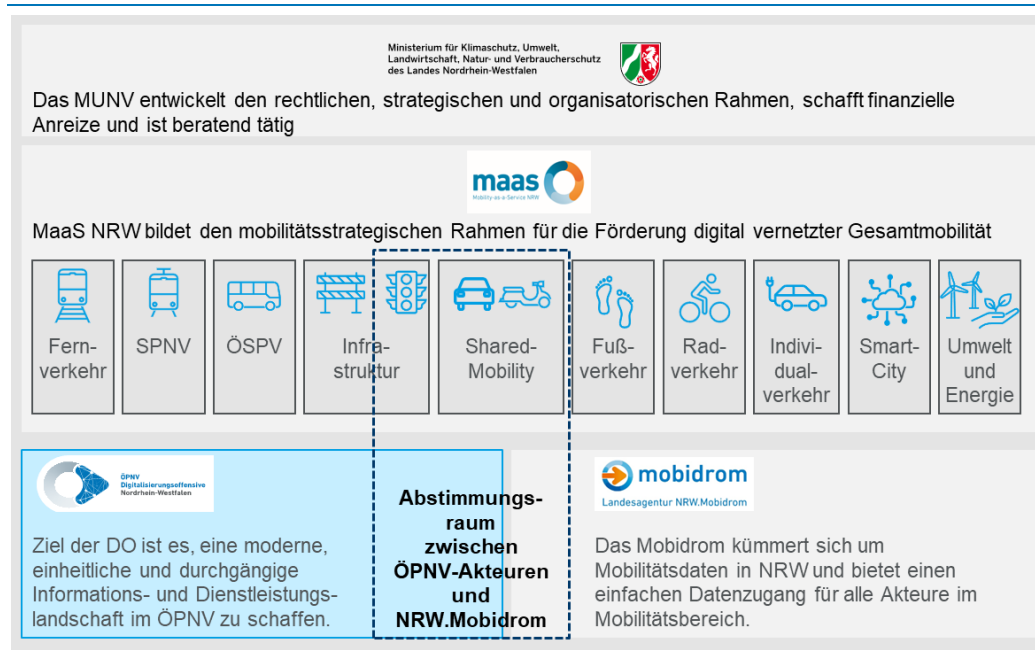 Ministerium für Klimaschutz, Umwelt,
Landwirtschaft, Natur- und Verbraucherschutz
des Landes Nordrhein-Westfalen
Das MUNV entwickelt den rechtlichen, strategischen und organisatorischen Rahmen, schafft finanzielle
Anreize und ist beratend tätig
maas
Mobility-as-a-Service NRW
MaaS NRW bildet den mobilitätsstrategischen Rahmen für die Förderung digital vernetzter Gesamtmobilität
Fern-
verkehr
SPNV
ÖSPV
Infra-
struktur
Shared-
Mobility
Fuß-
verkehr
Rad-
verkehr
Indivi-
dual-
verkehr
Smart-
City
Umwelt
und
Energie
ÖPNV
Digitalisierungsoffensive
Nordrhein-Westfalen
Ziel der DO ist es, eine moderne,
einheitliche und durchgängige
Informations- und Dienstleistungs-
landschaft im ÖPNV zu schaffen.
Abstimmungs-
raum
zwischen
ÖPNV-Akteuren
und
NRW.Mobidrom
mobidrom
Landesagentur NRW.Mobidrom
Das Mobidrom kümmert sich um
Mobilitätsdaten in NRW und bietet einen
einfachen Datenzugang für alle Akteure im
Mobilitätsbereich.